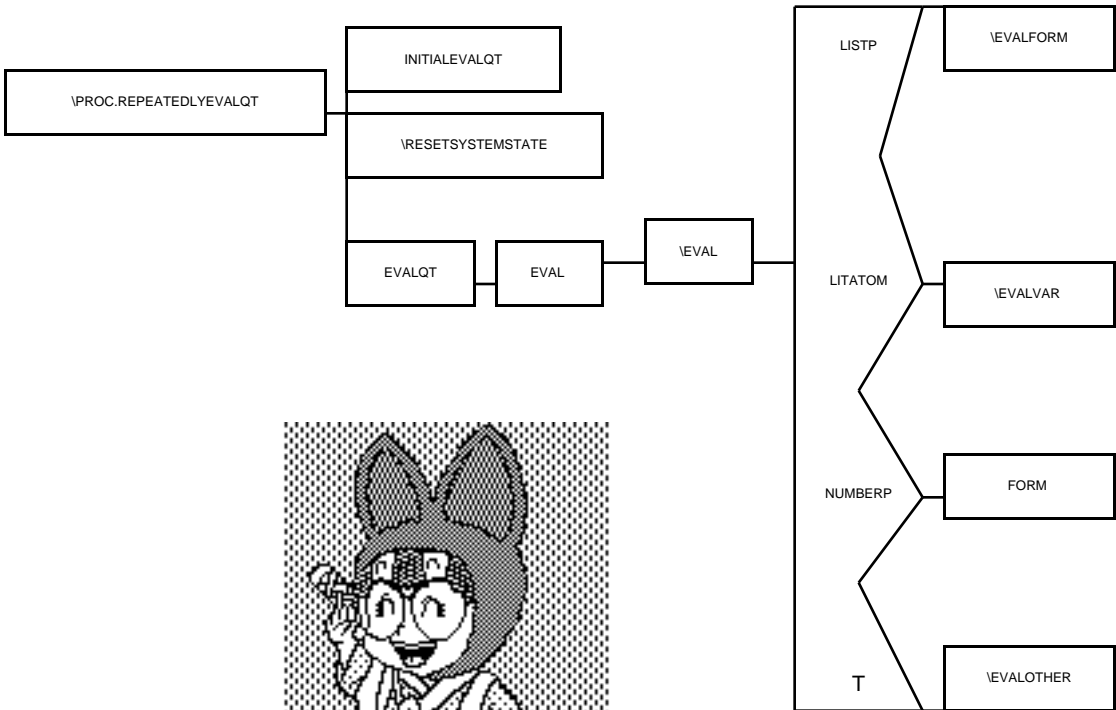 \PROC.REPEATEDLYEVALQT
INITIALEVALQT
\RESETSYSTEMSTATE
EVALQT
EVAL
\EVAL
LISTP
\EVALFORM
LITATOM
\EVALVAR
NUMBERP
FORM
T
\EVALOTHER